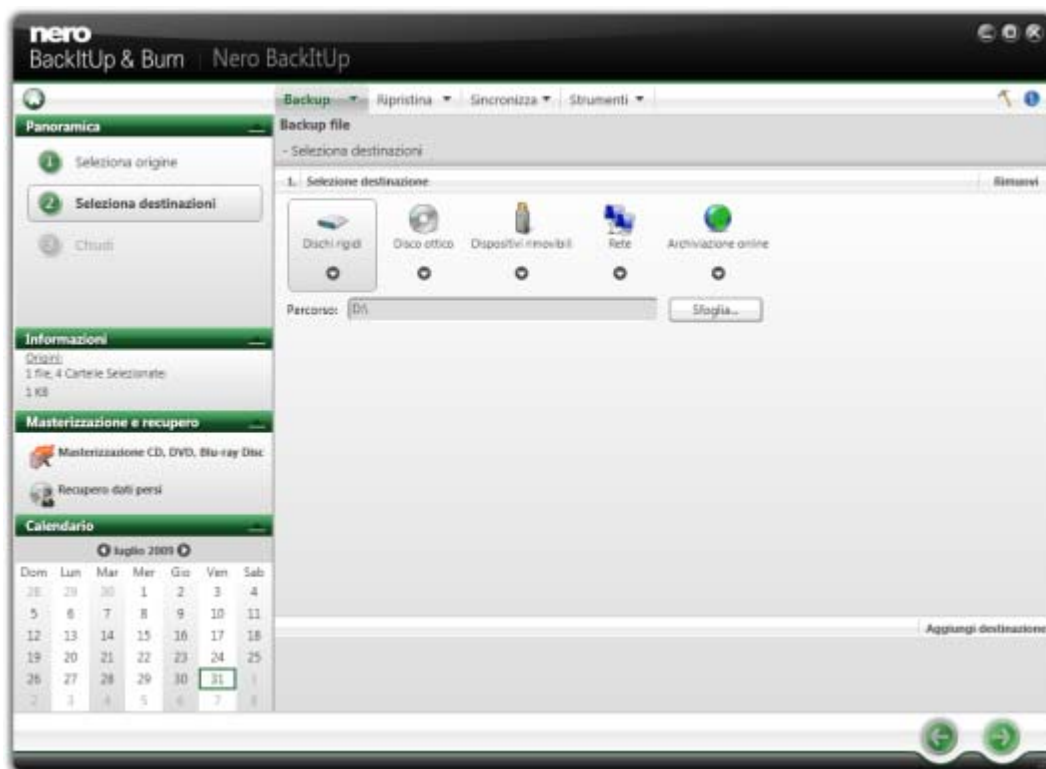 nero
BackItUp & Burn | Nero BackItUp
Backup Ripristina Sincronizza Strumenti
Panoramica
1 Seleziona origine
2 Seleziona destinazioni
3 Chiudi
Informazioni
Origini:
1 file, 4 Cartelle Selezionate
1 KB
Masterizzazione e recupero
Masterizzazione CD, DVD, Blu-ray Disc
Recupero dati persi
Calendario
luglio 2009
Dom Lun Mar Mer Gio Ven Sab
28 29 30 1 2 3 4
5 6 7 8 9 10 11
12 13 14 15 16 17 18
19 20 21 22 23 24 25
26 27 28 29 30 31 1
2 3 4 5 6 7 8
Backup file
- Seleziona destinazioni
1. Selezione destinazione Rimuovi
Dischi rigidi Disco ottico Dispositivi rimovibili Rete Archiviazione online
Percorso: D:\ Sfoglia...
Aggiungi destinazione